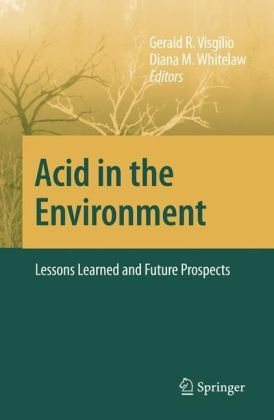 Gerald R. Visgilio
Diana M. Whitelaw
Editors
Acid in the
Environment
Lessons Learned and Future Prospects
Springer